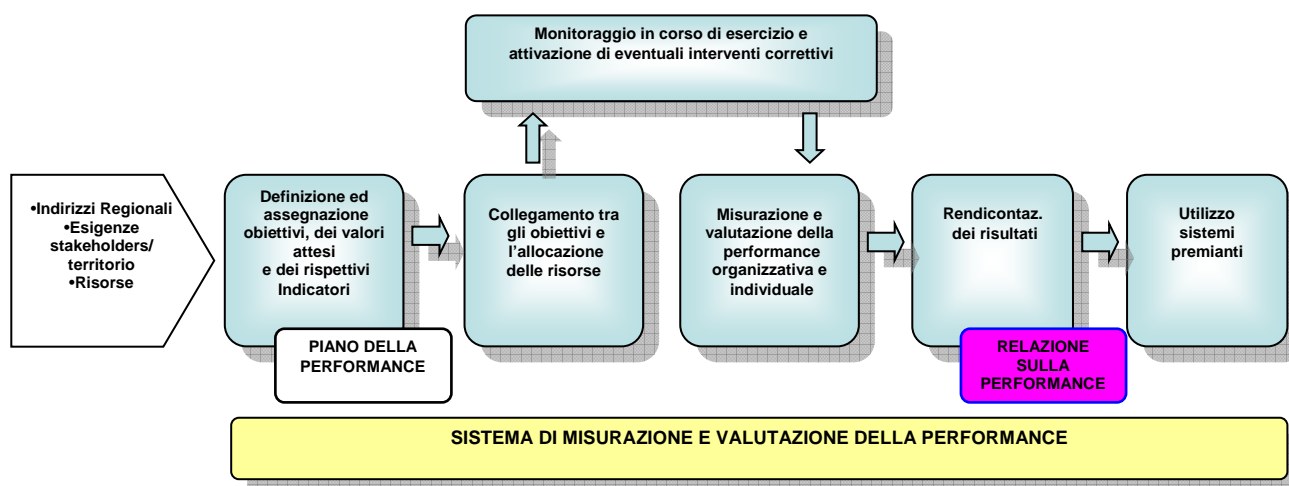 Monitoraggio in corso di esercizio e
attivazione di eventuali interventi correttivi
•Indirizzi Regionali
•Esigenze
stakeholders/
territorio
•Risorse
Definizione ed
assegnazione
obiettivi, dei valori
attesi
e dei rispettivi
Indicatori
PIANO DELLA
PERFORMANCE
Collegamento tra
gli obiettivi e
l'allocazione
delle risorse
Misurazione e
valutazione della
performance
organizzativa e
individuale
Rendicontaz.
dei risultati
RELAZIONE
SULLA
PERFORMANCE
Utilizzo
sistemi
premianti
SISTEMA DI MISURAZIONE E VALUTAZIONE DELLA PERFORMANCE